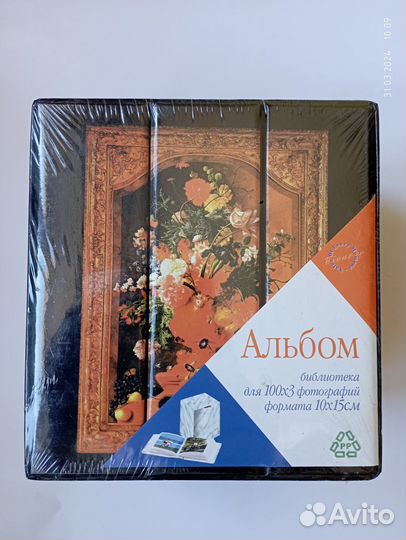 31.03.2024 10:09
Альбом
библиотека
для 100х3 фотографий
формата 10х15см
PP
Avito